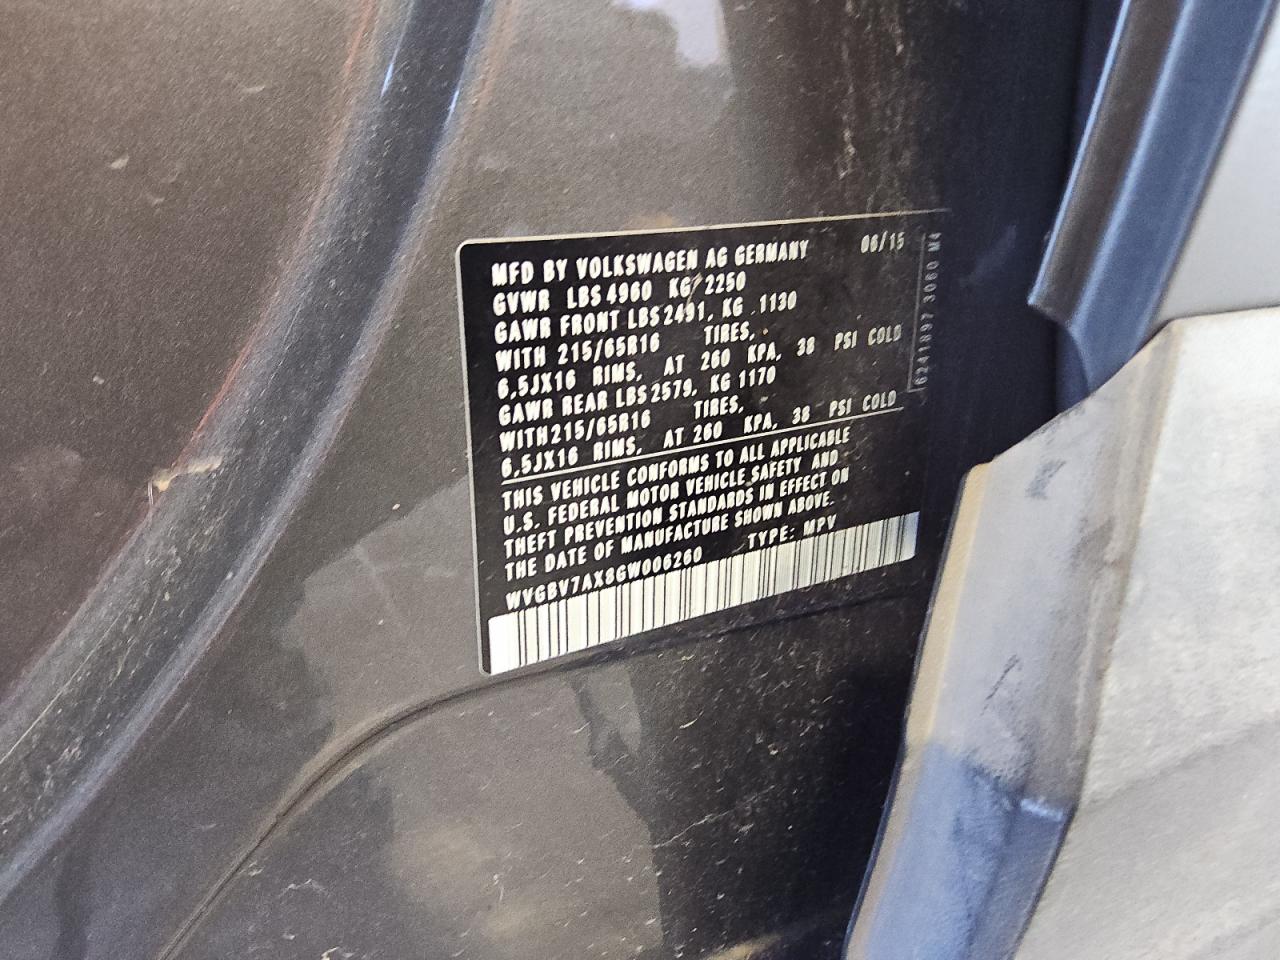 MFD BY VOLKSWAGEN AG GERMANY 06/15
GVWR LBS 4960 KG 2250
GAWR FRONT LBS 2491, KG 1130
WITH 215/65R16 TIRES,
6,5JX16 RIMS, AT 260 KPA, 38 PSI COLD
GAWR REAR LBS 2579, KG 1170
WITH 215/65R16 TIRES,
6,5JX16 RIMS, AT 260 KPA, 38 PSI COLD
THIS VEHICLE CONFORMS TO ALL APPLICABLE
U.S. FEDERAL MOTOR VEHICLE SAFETY AND
THEFT PREVENTION STANDARDS IN EFFECT ON
THE DATE OF MANUFACTURE SHOWN ABOVE.
WVGBV7AX8GW006260 TYPE: MPV
6241897 3060 M4